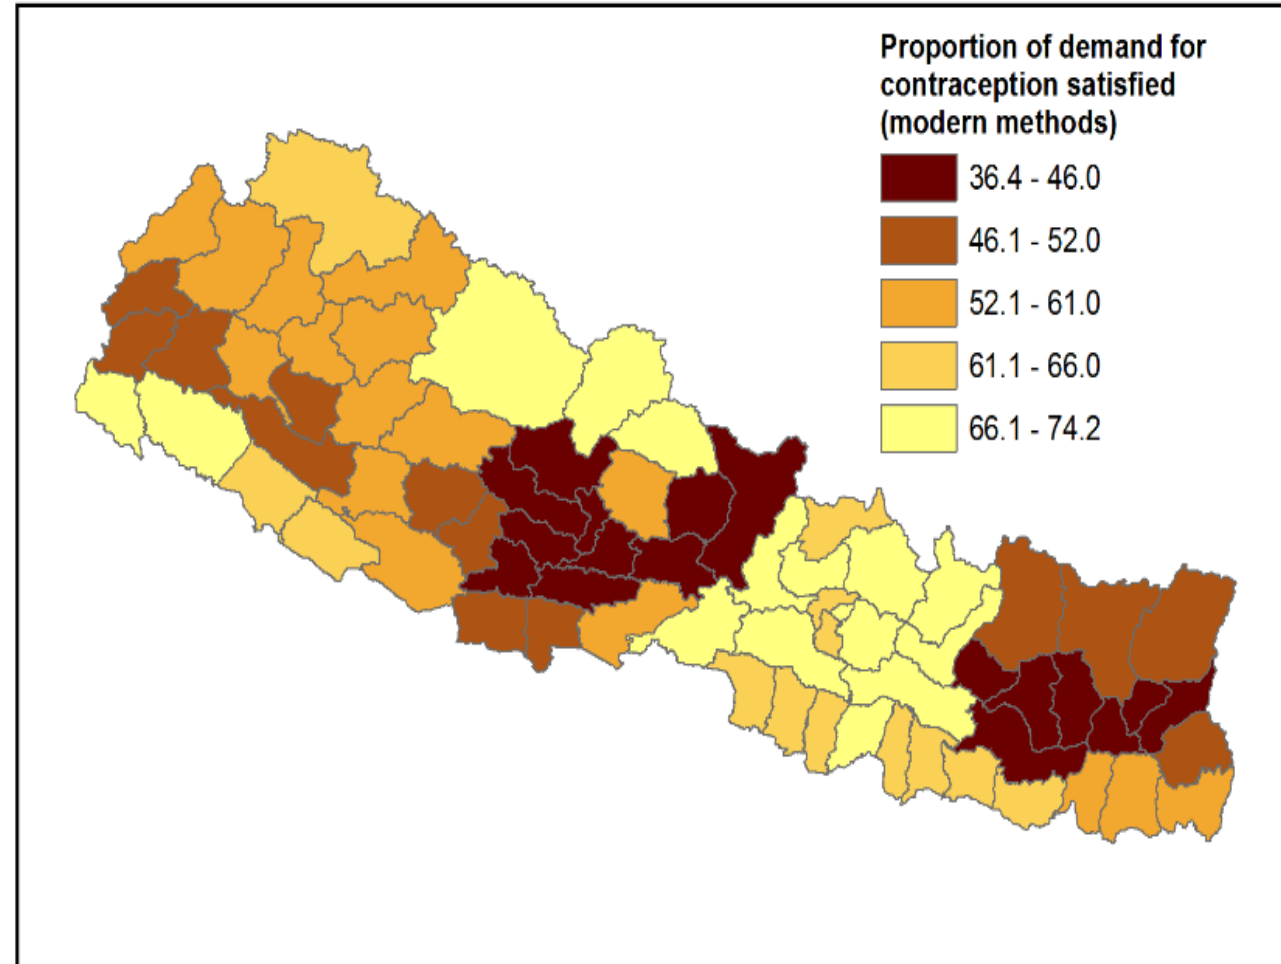 Proportion of demand for
contraception satisfied
(modern methods)
36.4 - 46.0
46.1 - 52.0
52.1 - 61.0
61.1 - 66.0
66.1 - 74.2